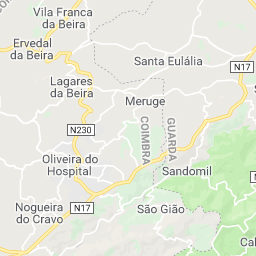 Vila Franca
da Beira
Ervedal
da Beira
Santa Eulália
N17
Lagares
da Beira
Meruge
N230
COIMBRA
GUARDA
Oliveira do
Hospital
Sandomil
N17
São Gião
Nogueira
do Cravo
N17